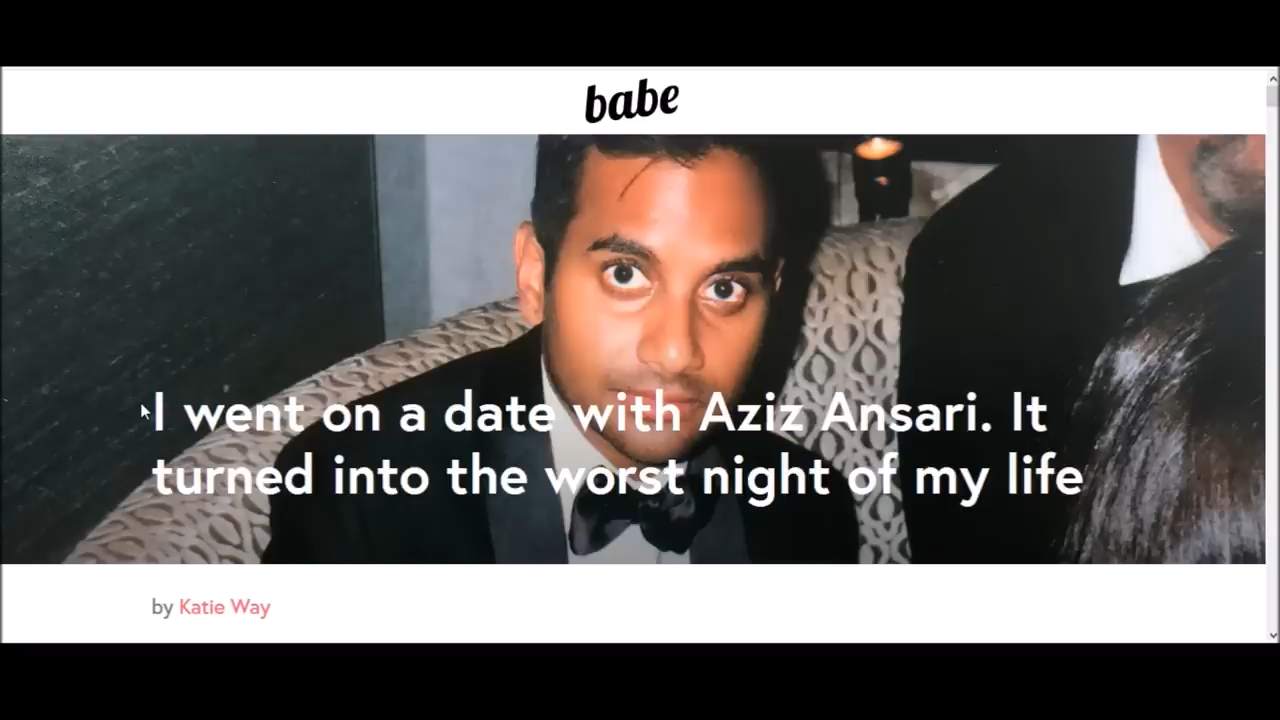 babe
I went on a date with Aziz Ansari. It
turned into the worst night of my life
by Katie Way